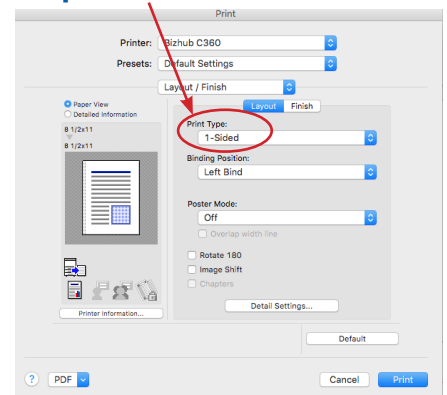 Print
Printer: Bizhub C360
Presets: Default Settings
Layout / Finish
Paper View
Detailed Information
8 1/2x11
8 1/2x11
Printer Information...
Layout Finish
Print Type:
1-Sided
Binding Position:
Left Bind
Poster Mode:
Off
Overlap width line
Rotate 180
Image Shift
Chapters
Detail Settings...
Default
? PDF Cancel Print